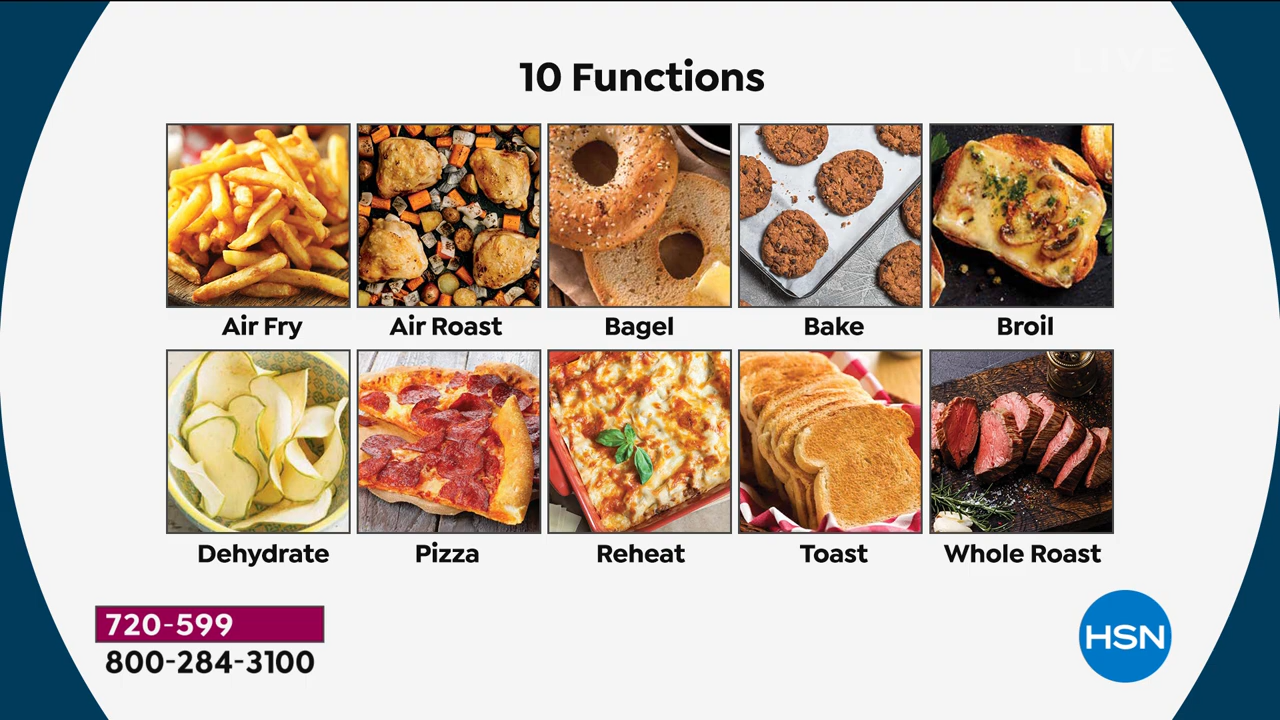 LIVE
10 Functions
Air Fry
Air Roast
Bagel
Bake
Broil
Dehydrate
Pizza
Reheat
Toast
Whole Roast
720-599
800-284-3100
HSN